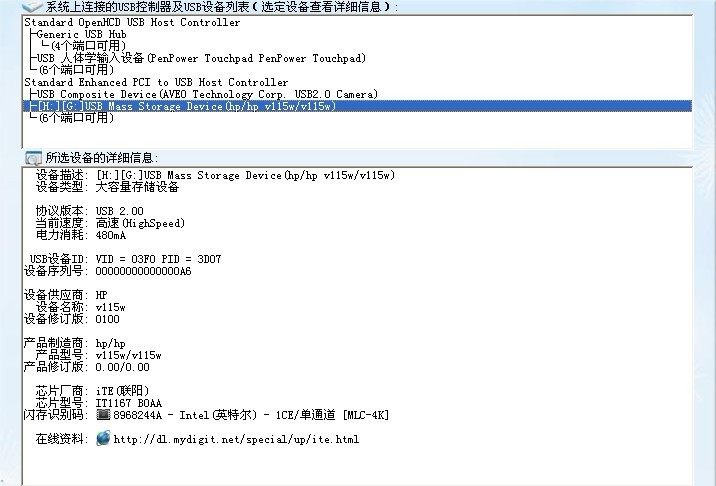 系统上连接的USB控制器及USB设备列表(选定设备查看详细信息):
Standard OpenHCD USB Host Controller
Generic USB Hub
(4个端口可用)
USB 人体学输入设备(PenPower Touchpad PenPower Touchpad)
(6个端口可用)
Standard Enhanced PCI to USB Host Controller
USB Composite Device(AVEO Technology Corp. USB2.0 Camera)
[H:][G:]USB Mass Storage Device(hp/hp v115w/v115w)
(6个端口可用)
所选设备的详细信息:
设备描述: [H:][G:]USB Mass Storage Device(hp/hp v115w/v115w)
设备类型: 大容量存储设备
协议版本: USB 2.00
当前速度: 高速(HighSpeed)
电力消耗: 480mA
USB设备ID: VID = 03F0 PID = 3D07
设备序列号: 00000000000000A6
设备供应商: HP
设备名称: v115w
设备修订版: 0100
产品制造商: hp/hp
产品型号: v115w/v115w
产品修订版: 0.00/0.00
芯片厂商: iTE(联阳)
芯片型号: IT1167 B0AA
闪存识别码: 8968244A - Intel(英特尔) - 1CE/单通道 [MLC-4K]
在线资料: http://dl.mydigit.net/special/up/ite.html